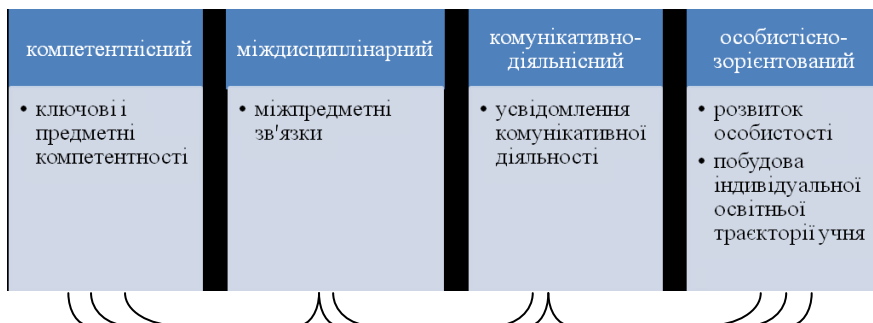 компетентнісний
• ключові і
предметні
компетентності
міждисциплінарний
• міжпредметні
зв'язки
комунікативно-
діяльнісний
• усвідомлення
комунікативної
діяльності
особистісно-
зорієнтований
• розвиток
особистості
• побудова
індивідуальної
освітньої
траєкторії учня